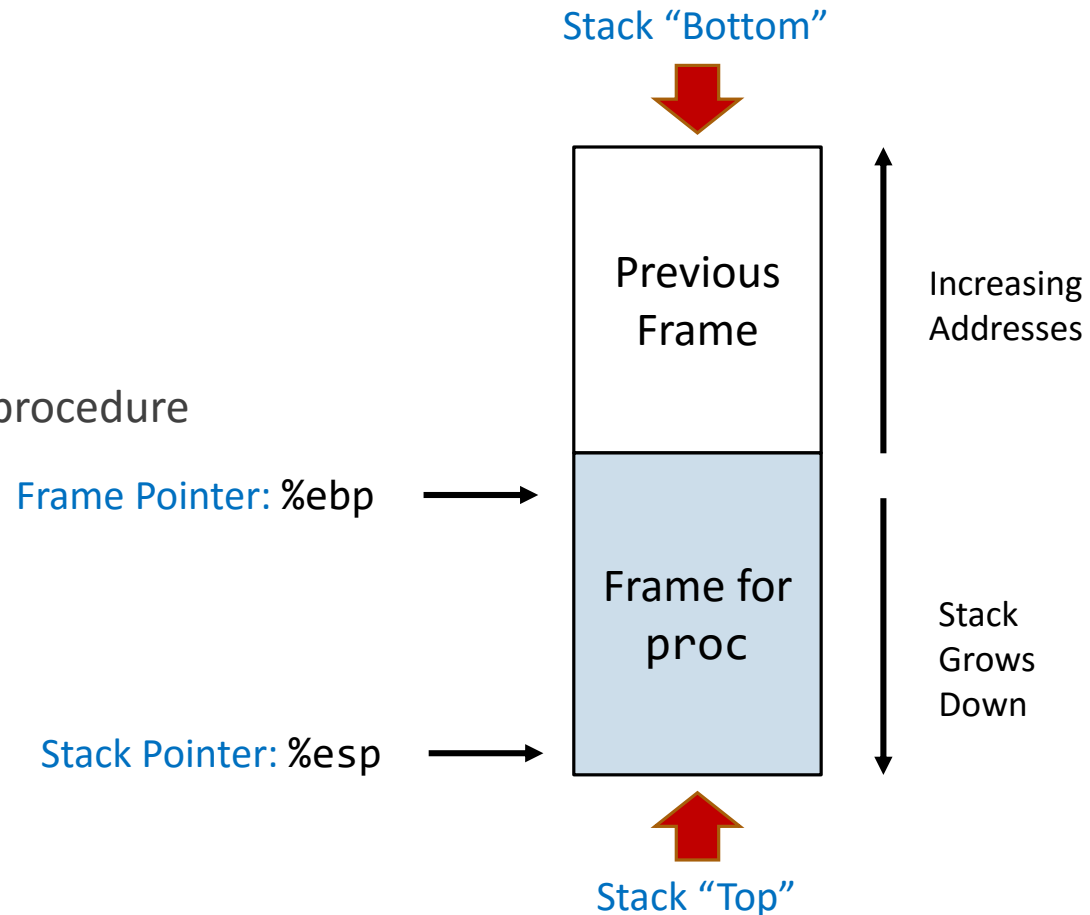 Stack “Bottom”
Previous
Frame
Increasing
Addresses
procedure
Frame Pointer: %ebp
Frame for
proc
Stack
Grows
Down
Stack Pointer: %esp
Stack “Top”